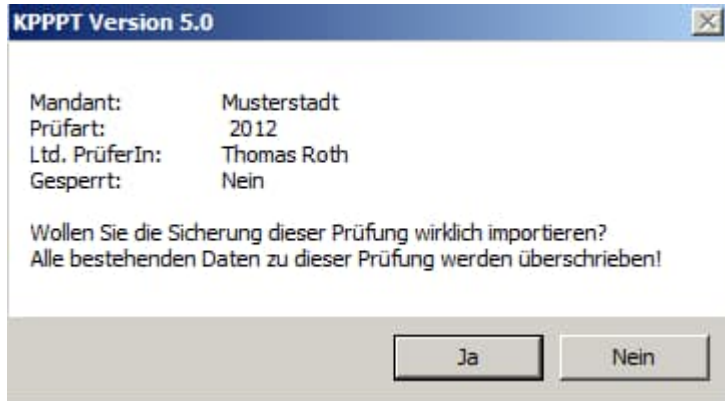 KPPPT Version 5.0
Mandant: Musterstadt
Prüfart: 2012
Ltd. PrüferIn: Thomas Roth
Gesperrt: Nein
Wollen Sie die Sicherung dieser Prüfung wirklich importieren?
Alle bestehenden Daten zu dieser Prüfung werden überschrieben!
Ja Nein